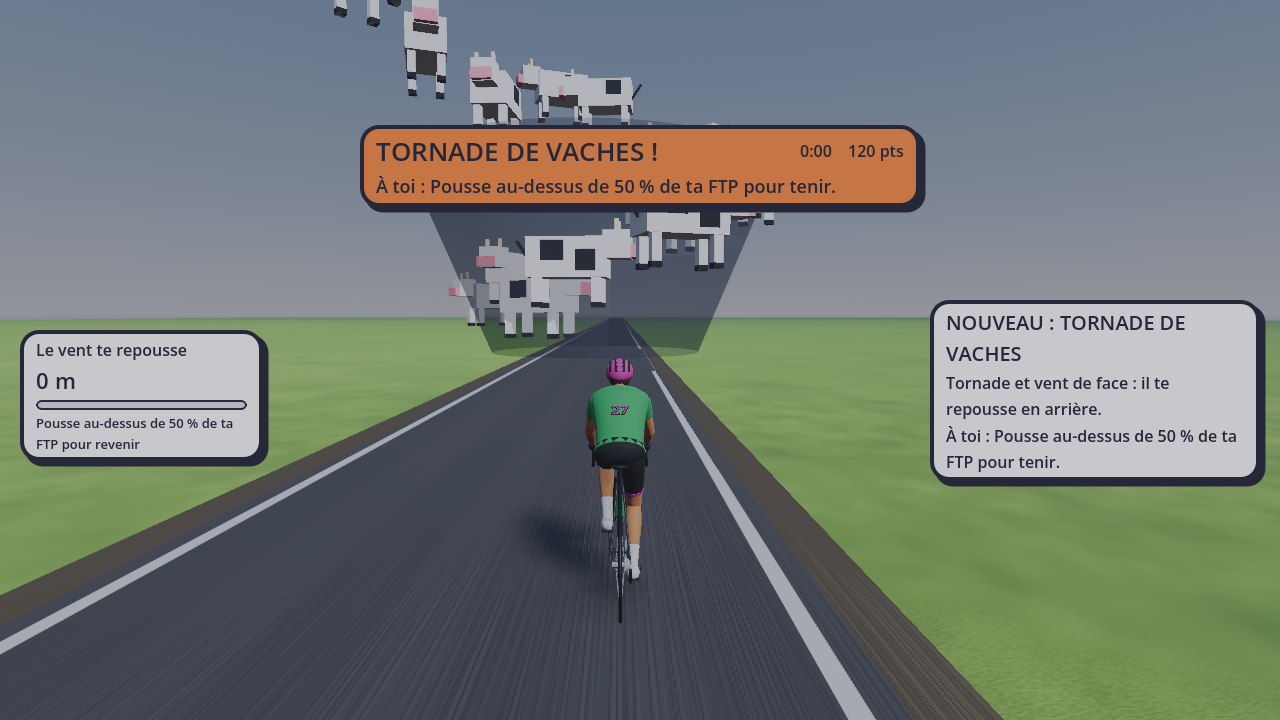 TORNADE DE VACHES !
0:00 120 pts
À toi : Pousse au-dessus de 50 % de ta FTP pour tenir.
Le vent te repousse
0 m
Pousse au-dessus de 50 % de ta
FTP pour revenir
NOUVEAU : TORNADE DE
VACHES
Tornade et vent de face : il te
repousse en arrière.
À toi : Pousse au-dessus de 50 % de ta
FTP pour tenir.
27